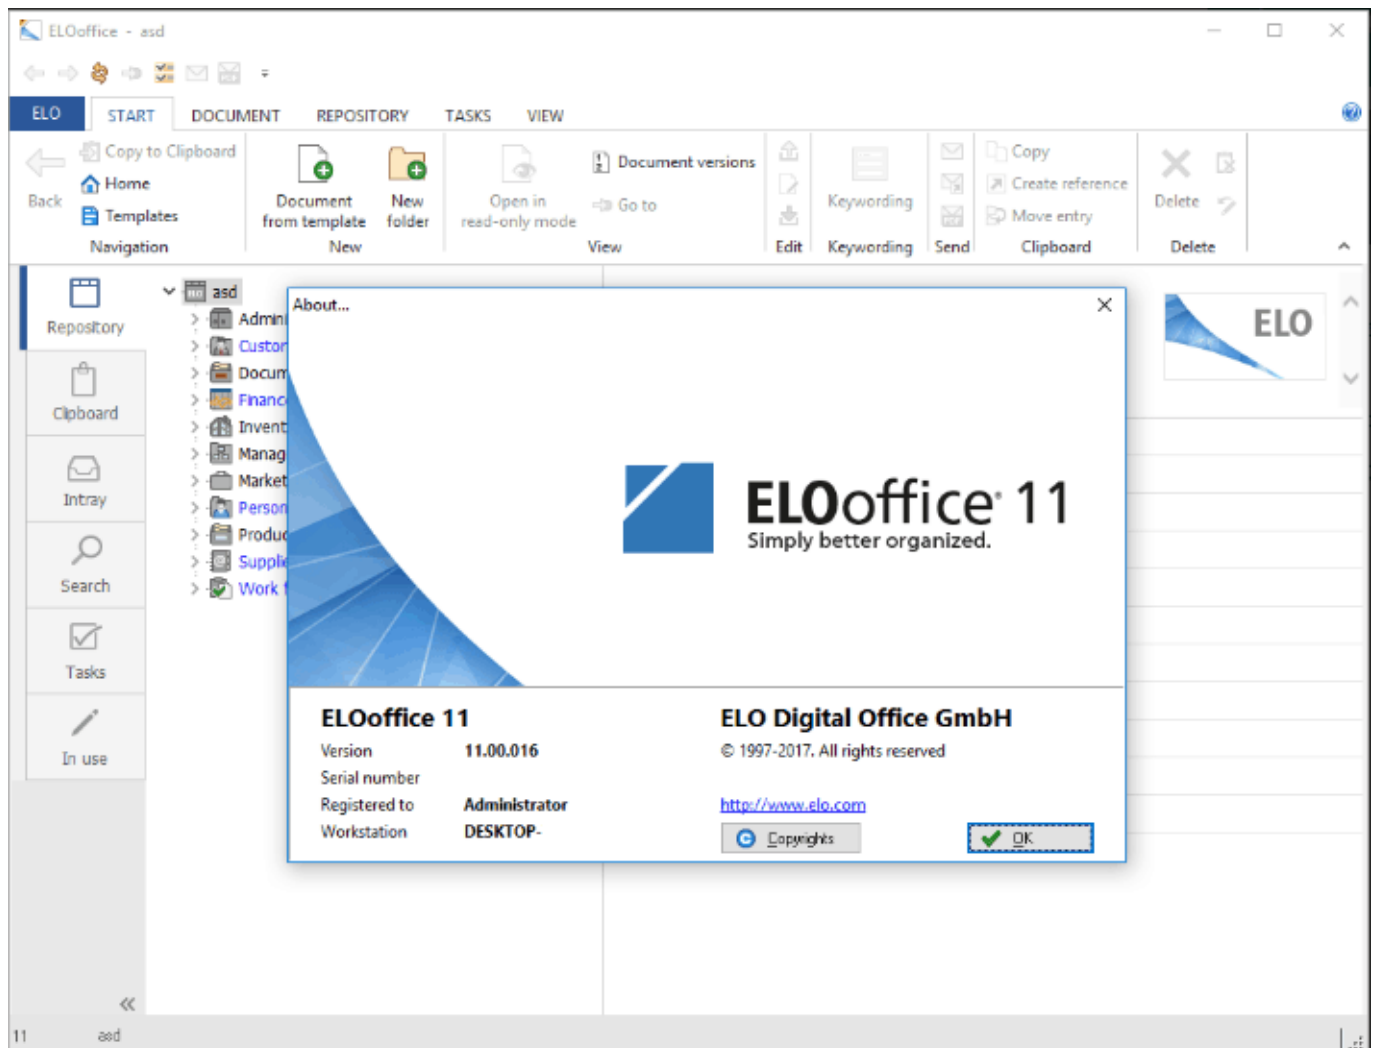 ELOoffice - asd
ELO START DOCUMENT REPOSITORY TASKS VIEW
Back
Copy to Clipboard
Home
Templates
Navigation
Document from template
New folder
New
Open in read-only mode
Document versions
Go to
View
Edit
Keywording
Keywording
Send
Copy
Create reference
Move entry
Clipboard
Delete
Delete
Repository
Clipboard
Intray
Search
Tasks
In use
asd
Admini
Custor
Docum
Financ
Invent
Manag
Market
Person
Produc
Supplie
Work f
ELO
About...
ELOoffice 11
Simply better organized.
ELOoffice 11
Version 11.00.016
Serial number
Registered to Administrator
Workstation DESKTOP-
ELO Digital Office GmbH
© 1997-2017. All rights reserved
http://www.elo.com
Copyrights
OK
11 asd